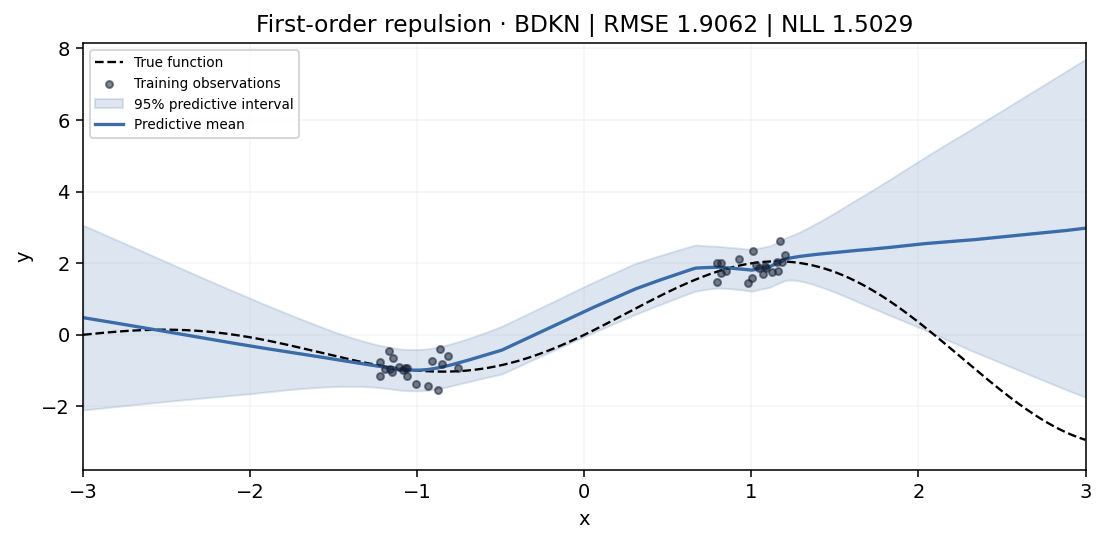 First-order repulsion · BDKN | RMSE 1.9062 | NLL 1.5029
8
6
4
2
0
−2
y
True function
Training observations
95% predictive interval
Predictive mean
−3
−2
−1
0
1
2
3
x